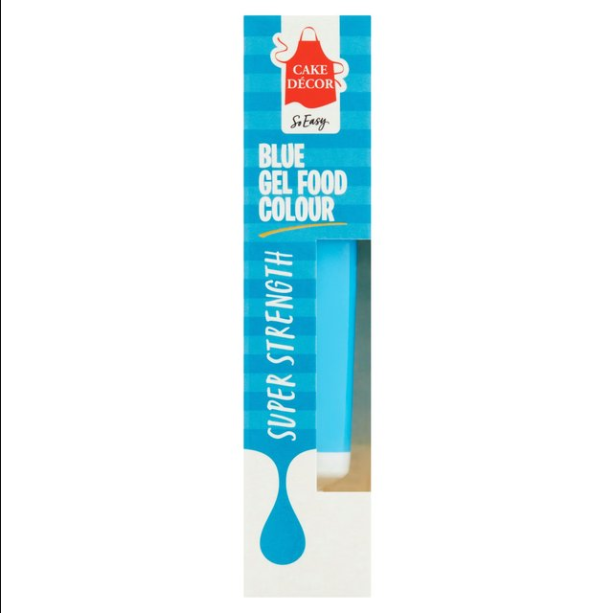 CAKE
DÉCOR
So Easy
BLUE
GEL FOOD
COLOUR
SUPER STRENGTH